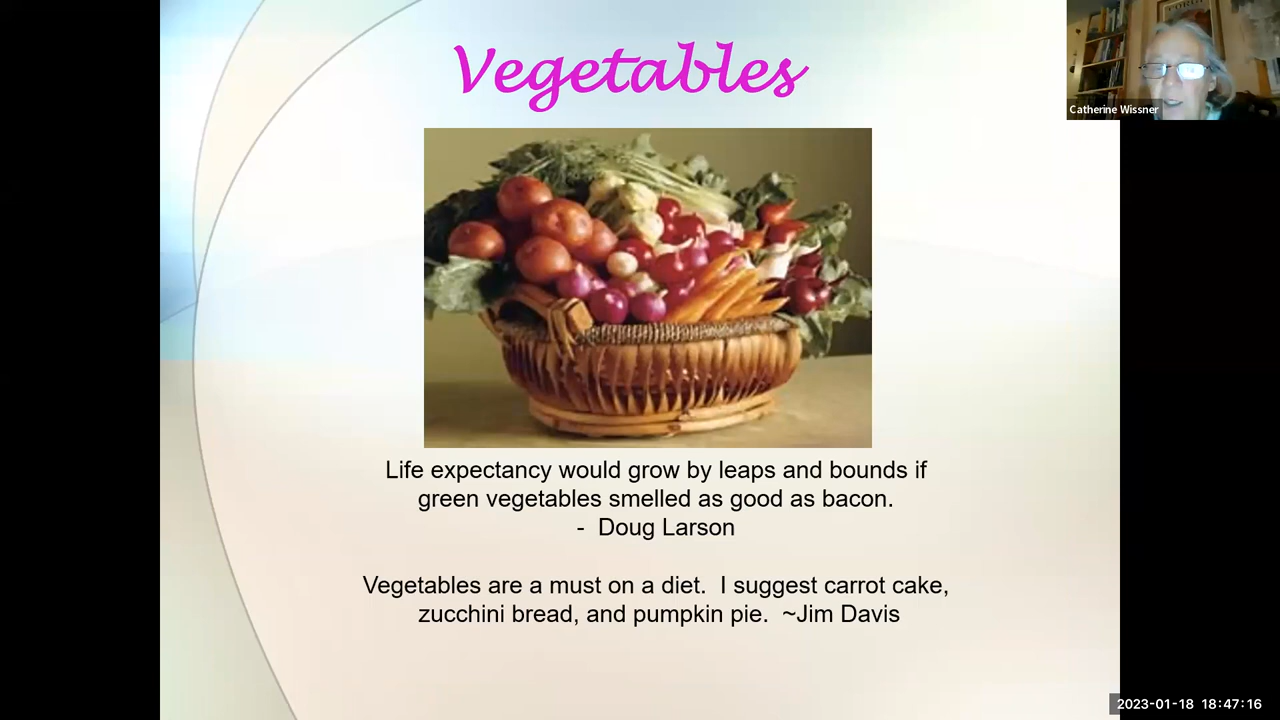 Vegetables
Catherine Wissner
Life expectancy would grow by leaps and bounds if
green vegetables smelled as good as bacon.
- Doug Larson
Vegetables are a must on a diet. I suggest carrot cake,
zucchini bread, and pumpkin pie. ~Jim Davis
2023-01-18 18:47:16